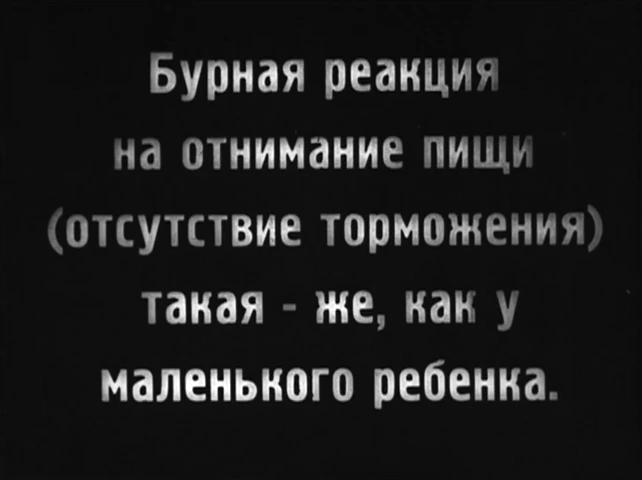 Бурная реакция
на отнимание пищи
(отсутствие торможения)
такая - же, как у
маленького ребенка.